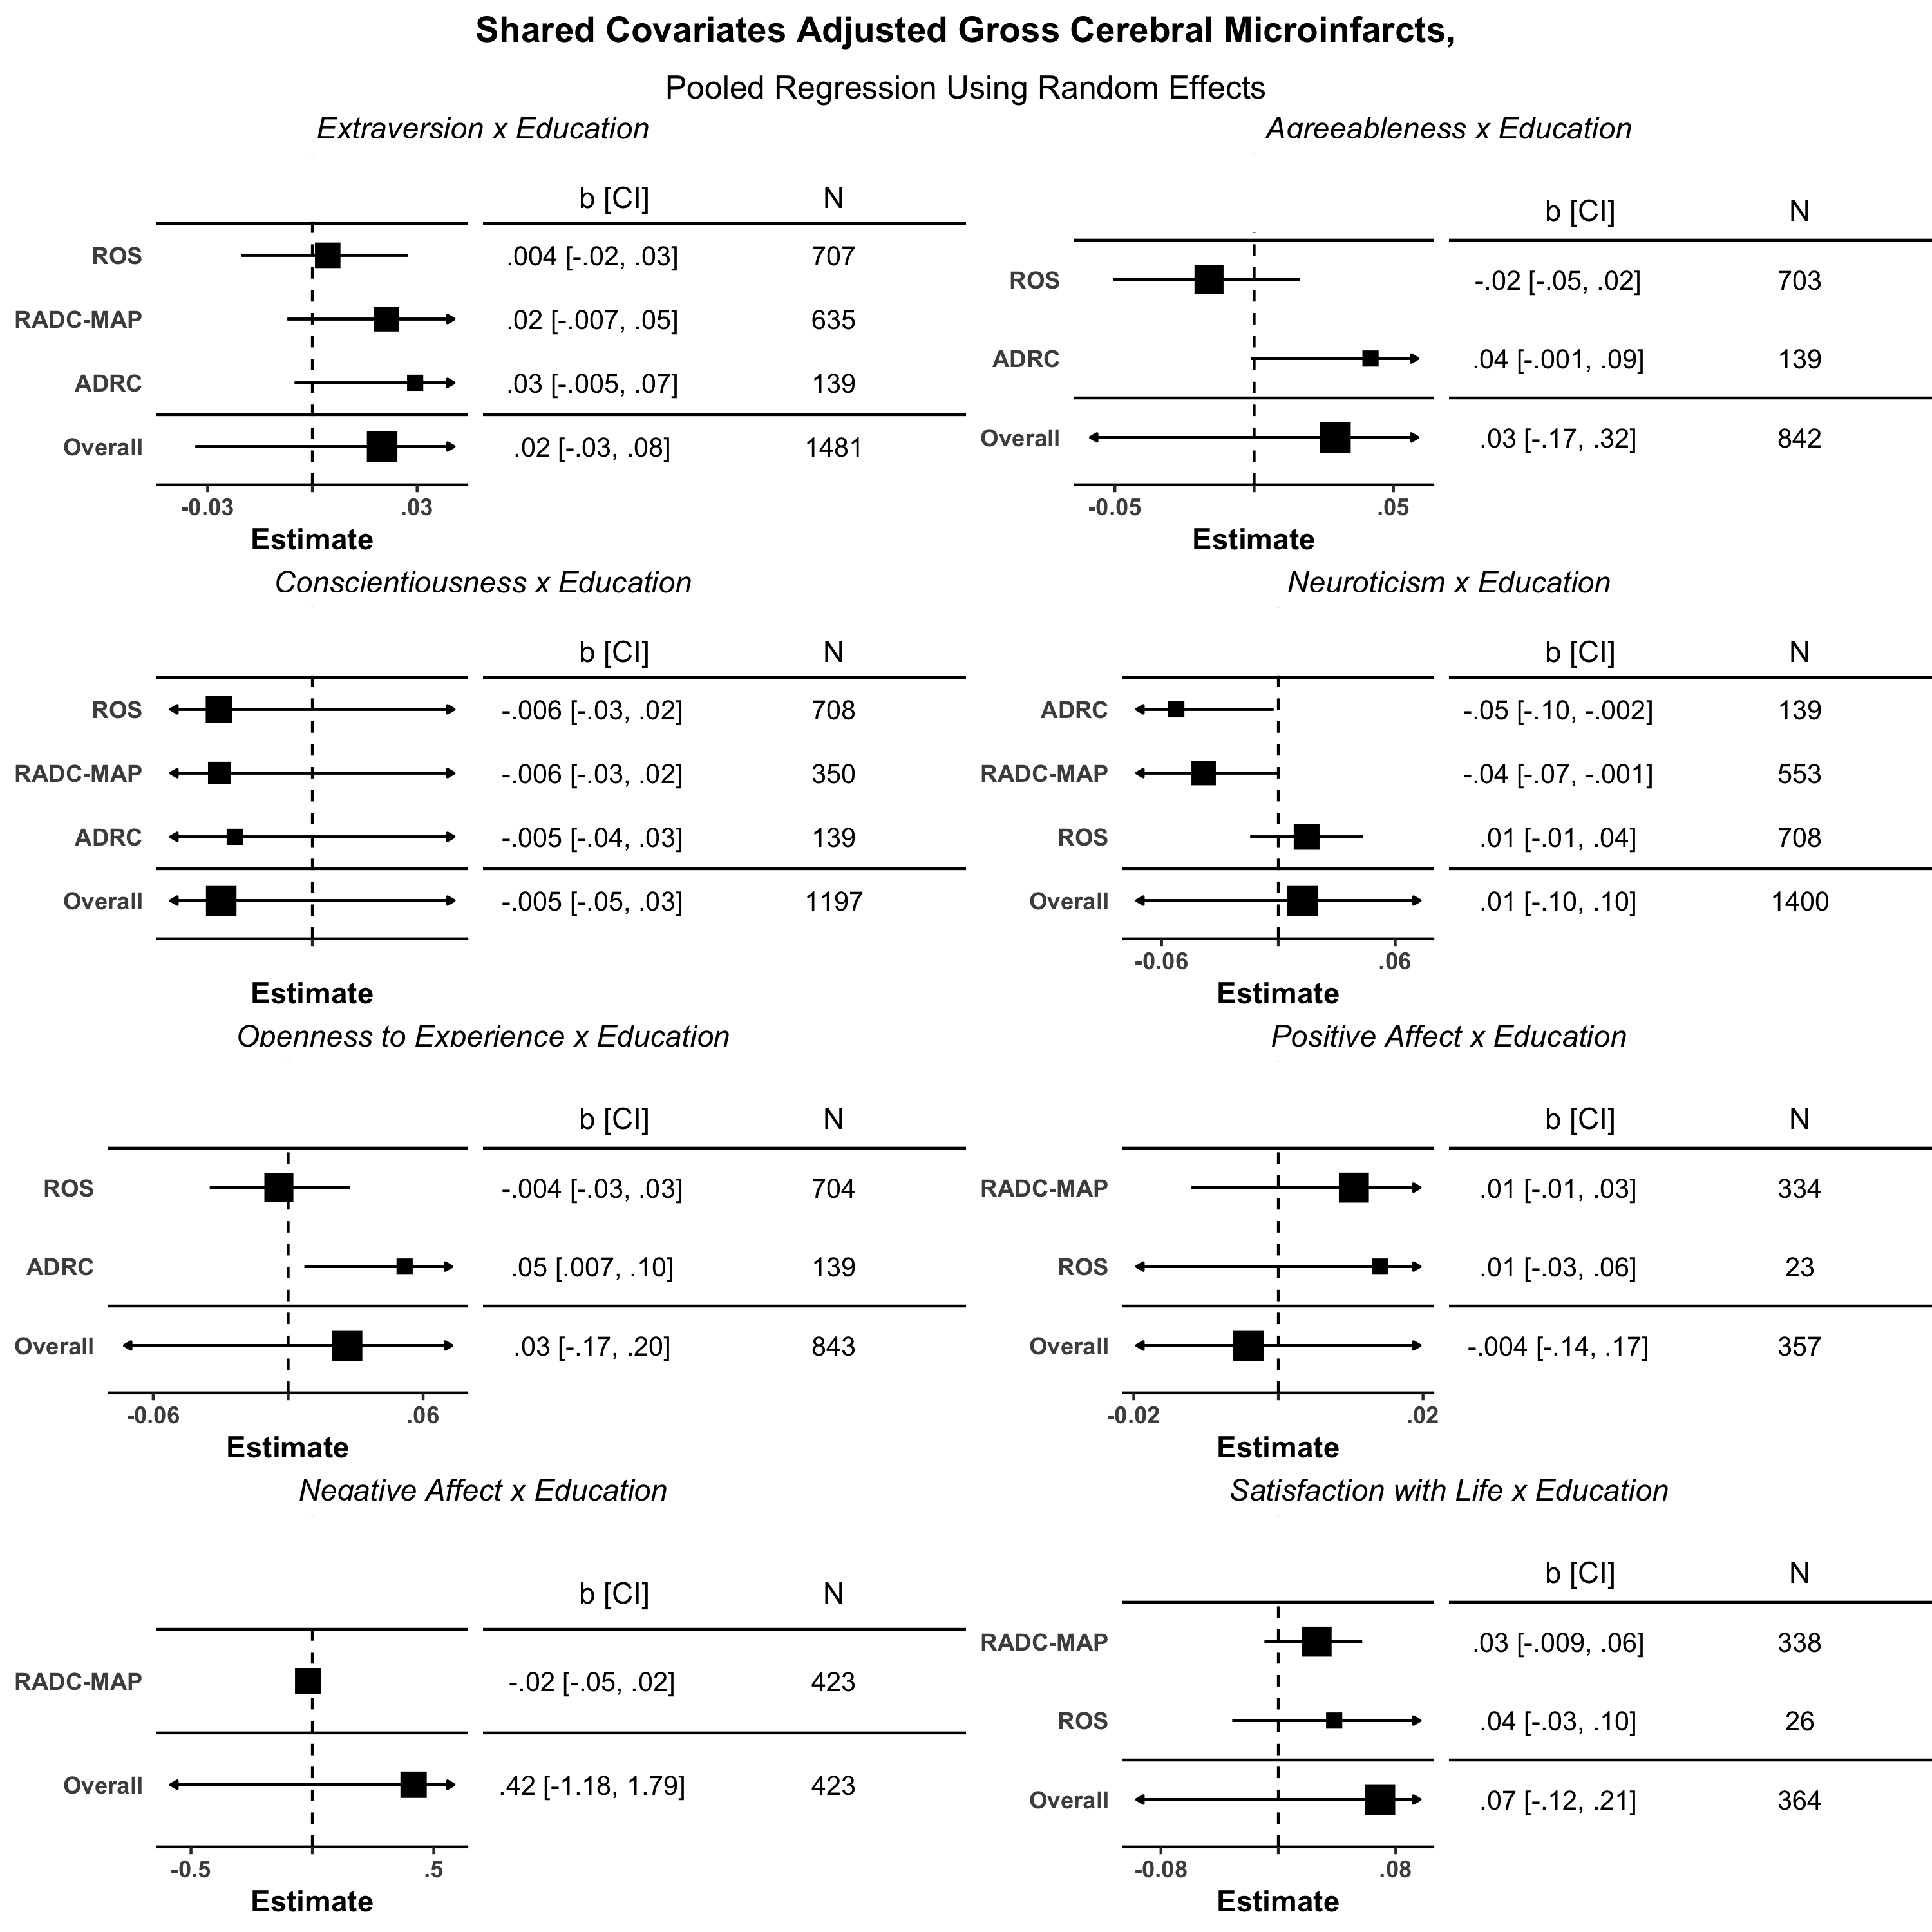 Shared Covariates Adjusted Gross Cerebral Microinfarcts,
Pooled Regression Using Random Effects
Extraversion x Education
b [CI] N
ROS .004 [-.02, .03] 707
RADC-MAP .02 [-.007, .05] 635
ADRC .03 [-.005, .07] 139
Overall .02 [-.03, .08] 1481
-0.03 .03
Estimate
Agreeableness x Education
b [CI] N
ROS -.02 [-.05, .02] 703
ADRC .04 [-.001, .09] 139
Overall .03 [-.17, .32] 842
-0.05 .05
Estimate
Conscientiousness x Education
b [CI] N
ROS -.006 [-.03, .02] 708
RADC-MAP -.006 [-.03, .02] 350
ADRC -.005 [-.04, .03] 139
Overall -.005 [-.05, .03] 1197
Estimate
Neuroticism x Education
b [CI] N
ADRC -.05 [-.10, -.002] 139
RADC-MAP -.04 [-.07, -.001] 553
ROS .01 [-.01, .04] 708
Overall .01 [-.10, .10] 1400
-0.06 .06
Estimate
Openness to Experience x Education
b [CI] N
ROS -.004 [-.03, .03] 704
ADRC .05 [.007, .10] 139
Overall .03 [-.17, .20] 843
-0.06 .06
Estimate
Positive Affect x Education
b [CI] N
RADC-MAP .01 [-.01, .03] 334
ROS .01 [-.03, .06] 23
Overall -.004 [-.14, .17] 357
-0.02 .02
Estimate
Negative Affect x Education
b [CI] N
RADC-MAP -.02 [-.05, .02] 423
Overall .42 [-1.18, 1.79] 423
-0.5 .5
Estimate
Satisfaction with Life x Education
b [CI] N
RADC-MAP .03 [-.009, .06] 338
ROS .04 [-.03, .10] 26
Overall .07 [-.12, .21] 364
-0.08 .08
Estimate